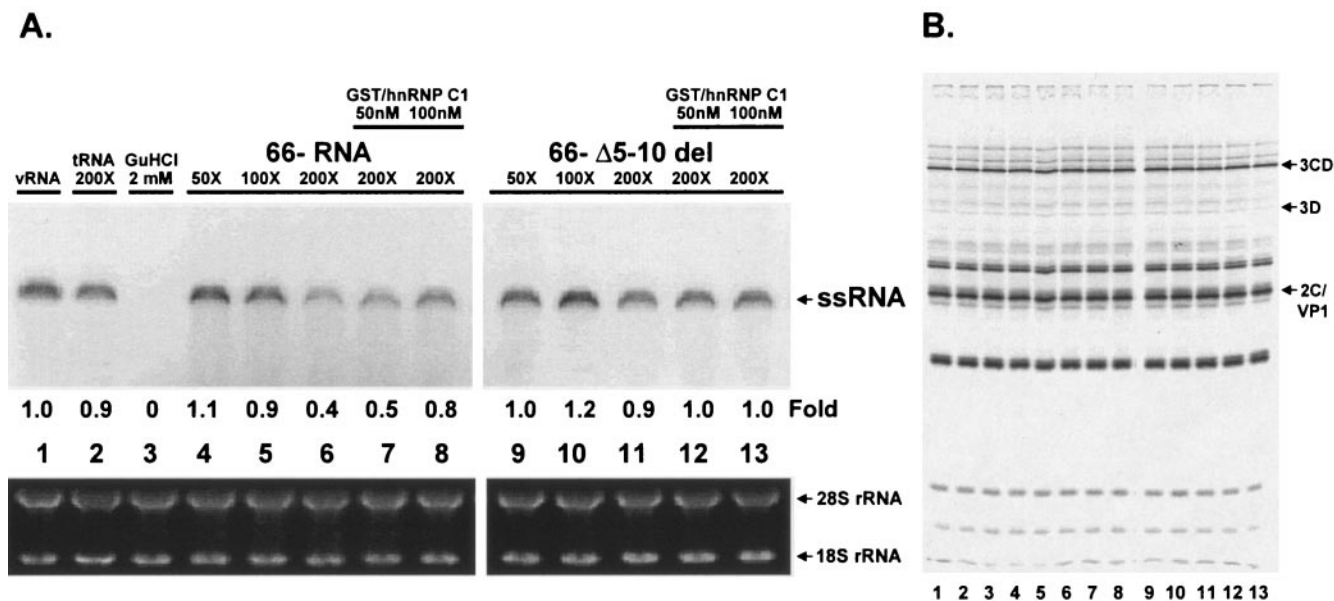 A.
B.
GST/hnRNP C1
50nM 100nM
GST/hnRNP C1
50nM 100nM
tRNA GuHCl
66- RNA
66- Δ5-10 del
vRNA 200X 2 mM 50X 100X 200X 200X 200X 50X 100X 200X 200X 200X
3CD
3D
ssRNA
2C/
VP1
1.0 0.9 0 1.1 0.9 0.4 0.5 0.8 1.0 1.2 0.9 1.0 1.0 Fold
1 2 3 4 5 6 7 8 9 10 11 12 13
28S rRNA
18S rRNA
1 2 3 4 5 6 7 8 9 10 11 12 13